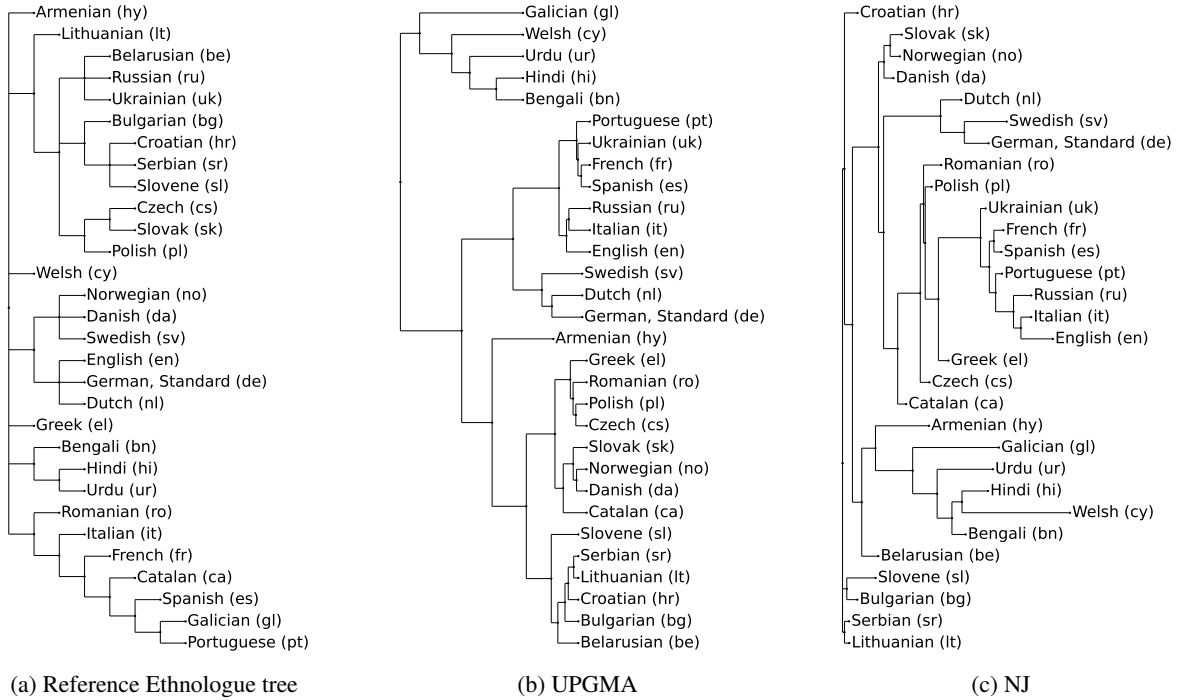 Armenian (hy)
Lithuanian (lt)
Belarusian (be)
Russian (ru)
Ukrainian (uk)
Bulgarian (bg)
Croatian (hr)
Serbian (sr)
Slovene (sl)
Czech (cs)
Slovak (sk)
Polish (pl)
Welsh (cy)
Norwegian (no)
Danish (da)
Swedish (sv)
English (en)
German, Standard (de)
Dutch (nl)
Greek (el)
Bengali (bn)
Hindi (hi)
Urdu (ur)
Romanian (ro)
Italian (it)
French (fr)
Catalan (ca)
Spanish (es)
Galician (gl)
Portuguese (pt)
(a) Reference Ethnologue tree
Galician (gl)
Welsh (cy)
Urdu (ur)
Hindi (hi)
Bengali (bn)
Portuguese (pt)
Ukrainian (uk)
French (fr)
Spanish (es)
Russian (ru)
Italian (it)
English (en)
Swedish (sv)
Dutch (nl)
German, Standard (de)
Armenian (hy)
Greek (el)
Romanian (ro)
Polish (pl)
Czech (cs)
Slovak (sk)
Norwegian (no)
Danish (da)
Catalan (ca)
Slovene (sl)
Serbian (sr)
Lithuanian (lt)
Croatian (hr)
Bulgarian (bg)
Belarusian (be)
(b) UPGMA
Croatian (hr)
Slovak (sk)
Norwegian (no)
Danish (da)
Dutch (nl)
Swedish (sv)
German, Standard (de)
Romanian (ro)
Polish (pl)
Ukrainian (uk)
French (fr)
Spanish (es)
Portuguese (pt)
Russian (ru)
Italian (it)
English (en)
Greek (el)
Czech (cs)
Catalan (ca)
Armenian (hy)
Galician (gl)
Urdu (ur)
Hindi (hi)
Welsh (cy)
Bengali (bn)
Belarusian (be)
Slovene (sl)
Bulgarian (bg)
Serbian (sr)
Lithuanian (lt)
(c) NJ